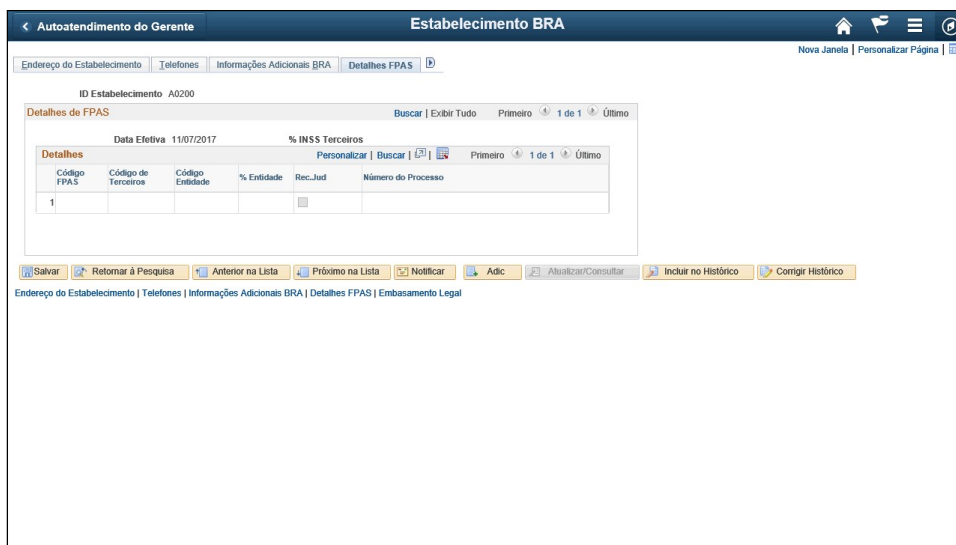 Autoatendimento do Gerente
Estabelecimento BRA
Nova Janela | Personalizar Página |
Endereço do Estabelecimento Telefones Informações Adicionais BRA Detalhes FPAS
ID Estabelecimento A0200
Detalhes de FPAS Buscar | Exibir Tudo Primeiro 1 de 1 Último
Data Efetiva 11/07/2017 % INSS Terceiros
Detalhes Personalizar | Buscar | | Primeiro 1 de 1 Último
Código FPAS Código de Terceiros Código Entidade % Entidade Rec.Jud Número do Processo
1
Salvar Retornar à Pesquisa Anterior na Lista Próximo na Lista Notificar Adic Atualizar/Consultar Incluir no Histórico Corrigir Histórico
Endereço do Estabelecimento | Telefones | Informações Adicionais BRA | Detalhes FPAS | Embasamento Legal